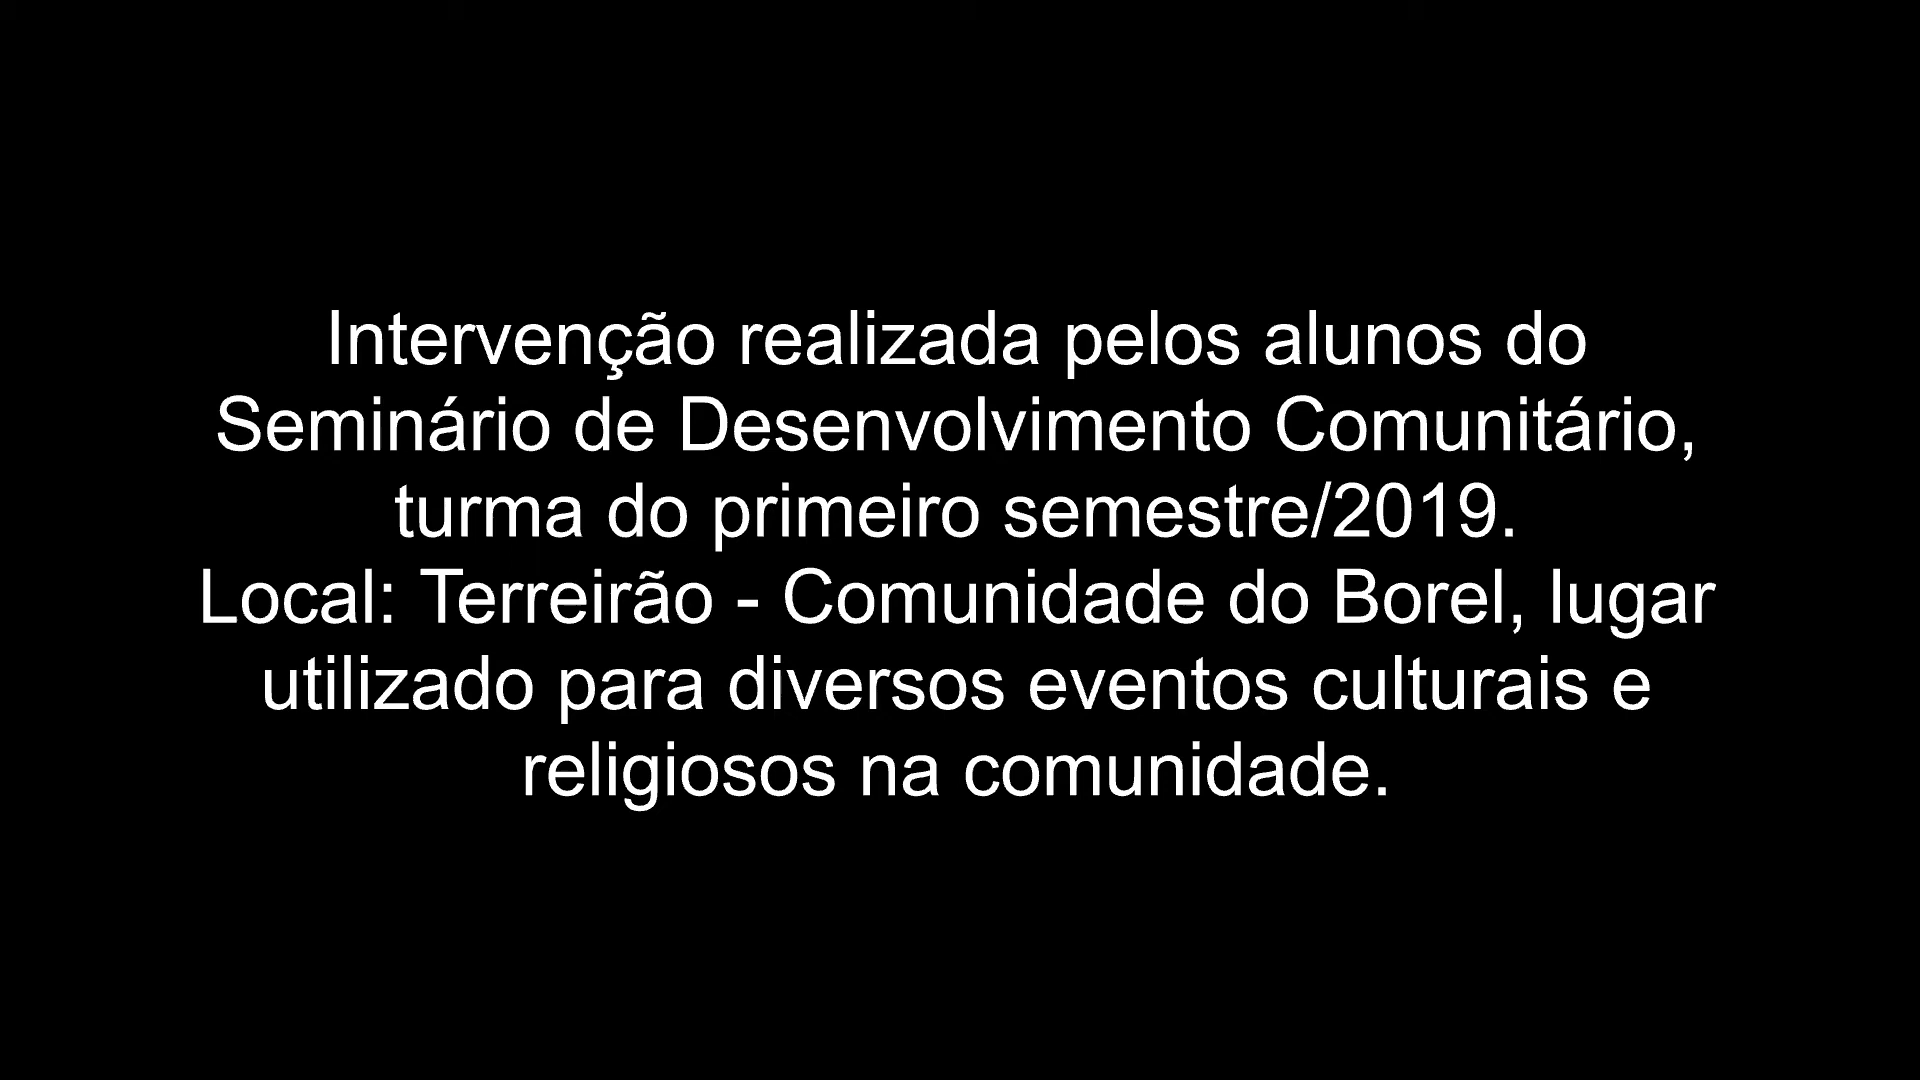 Intervenção realizada pelos alunos do
Seminário de Desenvolvimento Comunitário,
turma do primeiro semestre/2019.
Local: Terreirão - Comunidade do Borel, lugar
utilizado para diversos eventos culturais e
religiosos na comunidade.